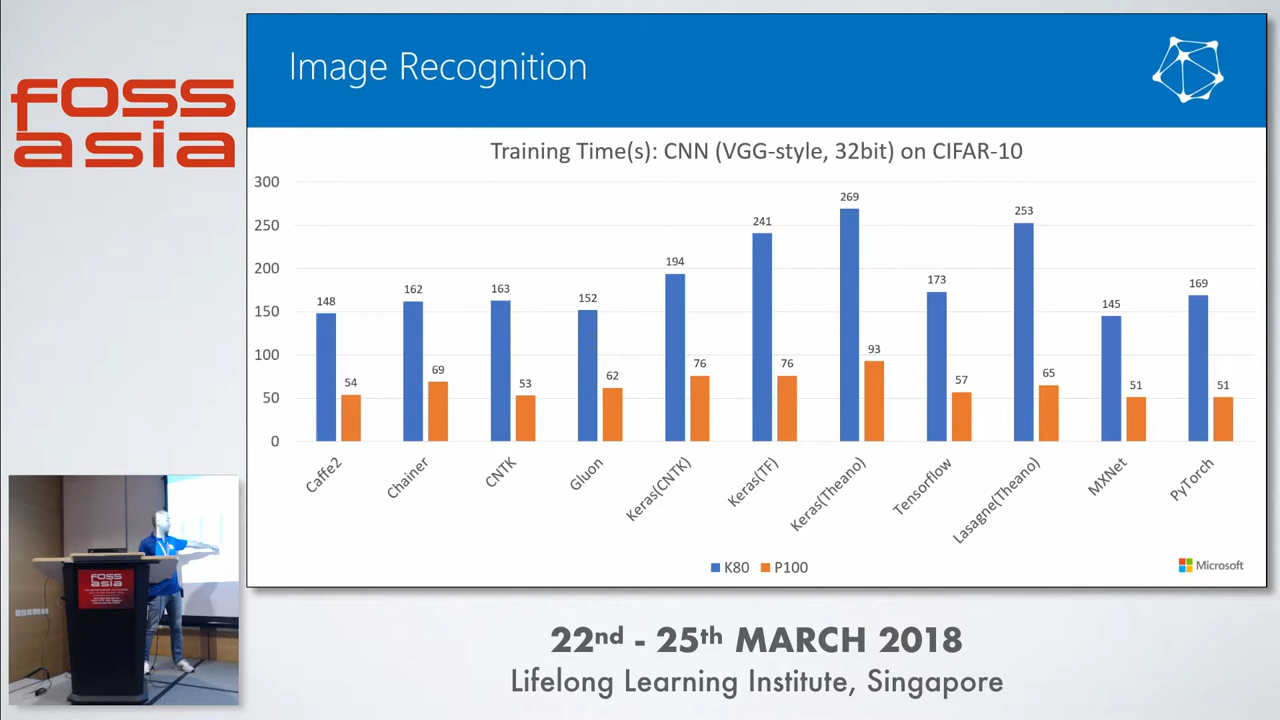 foss
asia
Image Recognition
Training Time(s): CNN (VGG-style, 32bit) on CIFAR-10
300
250
200
150
100
50
0
148
54
162
69
163
53
152
62
194
76
241
76
269
93
173
57
253
65
145
51
169
51
Caffe2
Chainer
CNTK
Gluon
Keras(CNTK)
Keras(TF)
Keras(Theano)
Tensorflow
Lasagne(Theano)
MXNet
PyTorch
K80
P100
Microsoft
foss
asia
22nd - 25th MARCH 2018
Lifelong Learning Institute, Singapore